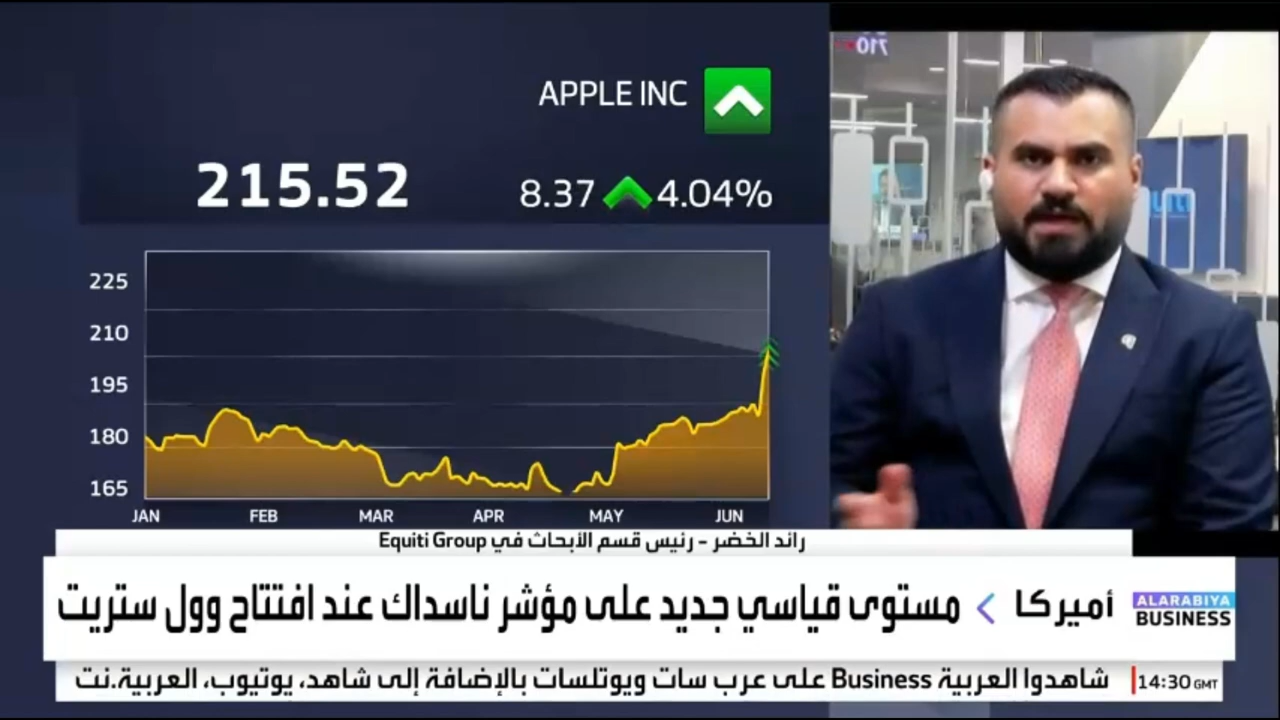 APPLE INC
215.52
8.37 4.04%
225
210
195
180
165
JAN FEB MAR APR MAY JUN
رائد الخضر - رئيس قسم الأبحاث في Equiti Group
أميركا > مستوى قياسي جديد على مؤشر ناسداك عند افتتاح وول ستريت
ALARABIYA
BUSINESS
شاهدوا العربية Business على عرب سات ويوتلسات بالإضافة إلى شاهد، يوتيوب، العربية.نت
14:30 GMT